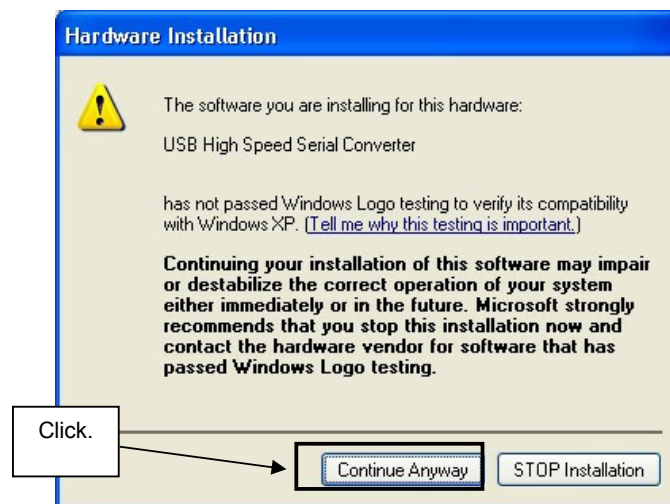 Hardware Installation
The software you are installing for this hardware:
USB High Speed Serial Converter
has not passed Windows Logo testing to verify its compatibility
with Windows XP. (Tell me why this testing is important.)
Continuing your installation of this software may impair
or destabilize the correct operation of your system
either immediately or in the future. Microsoft strongly
recommends that you stop this installation now and
contact the hardware vendor for software that has
passed Windows Logo testing.
Click.
Continue Anyway STOP Installation